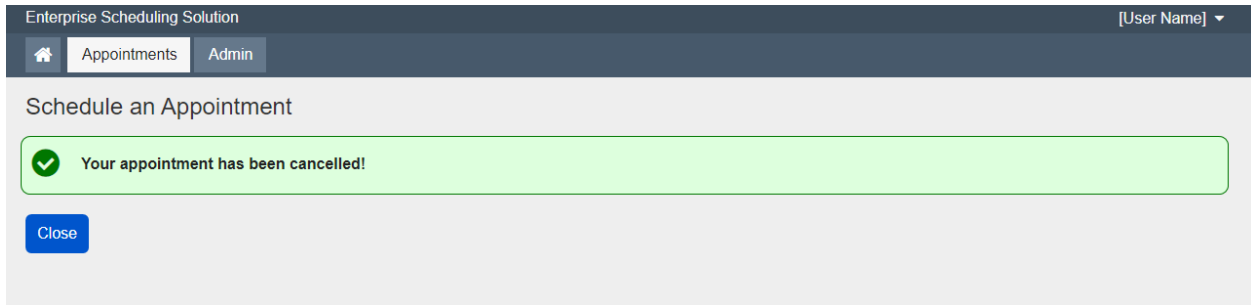 Enterprise Scheduling Solution
[User Name]
Appointments
Admin
Schedule an Appointment
Your appointment has been cancelled!
Close